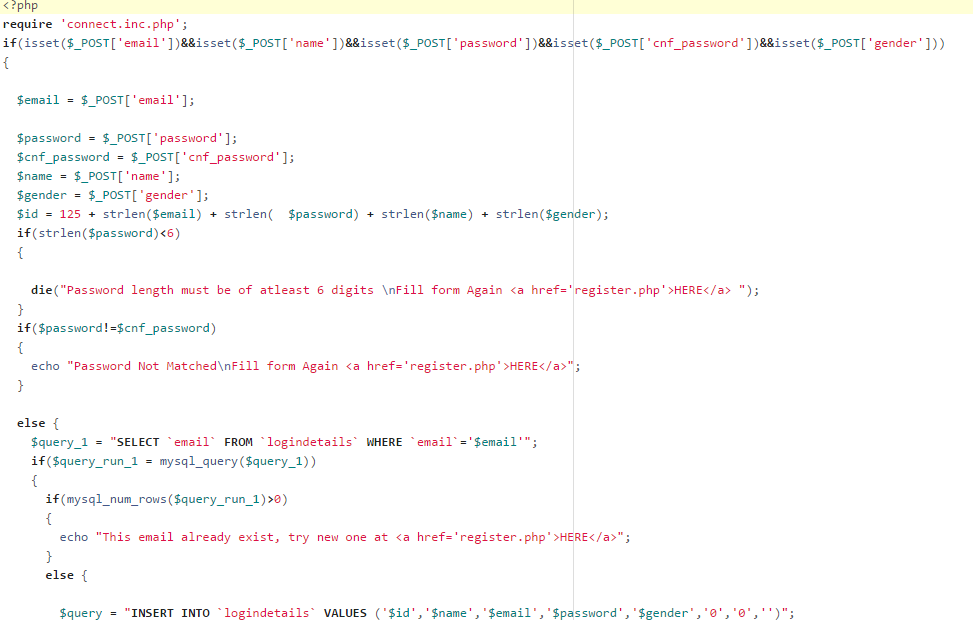 <?php
require 'connect.inc.php';
if(isset($_POST['email'])&&isset($_POST['name'])&&isset($_POST['password'])&&isset($_POST['cnf_password'])&&isset($_POST['gender']))
{
$email = $_POST['email'];
$password = $_POST['password'];
$cnf_password = $_POST['cnf_password'];
$name = $_POST['name'];
$gender = $_POST['gender'];
$id = 125 + strlen($email) + strlen(  $password) + strlen($name) + strlen($gender);
if(strlen($password)<6)
{
die("Password length must be of atleast 6 digits \nFill form Again <a href='register.php'>HERE</a> ");
}
if($password!=$cnf_password)
{
echo "Password Not Matched\nFill form Again <a href='register.php'>HERE</a>";
}
else {
$query_1 = "SELECT `email` FROM `logindetails` WHERE `email`='$email'";
if($query_run_1 = mysql_query($query_1))
{
if(mysql_num_rows($query_run_1)>0)
{
echo "This email already exist, try new one at <a href='register.php'>HERE</a>";
}
else {
$query = "INSERT INTO `logindetails` VALUES ('$id','$name','$email','$password','$gender','0','0','')";